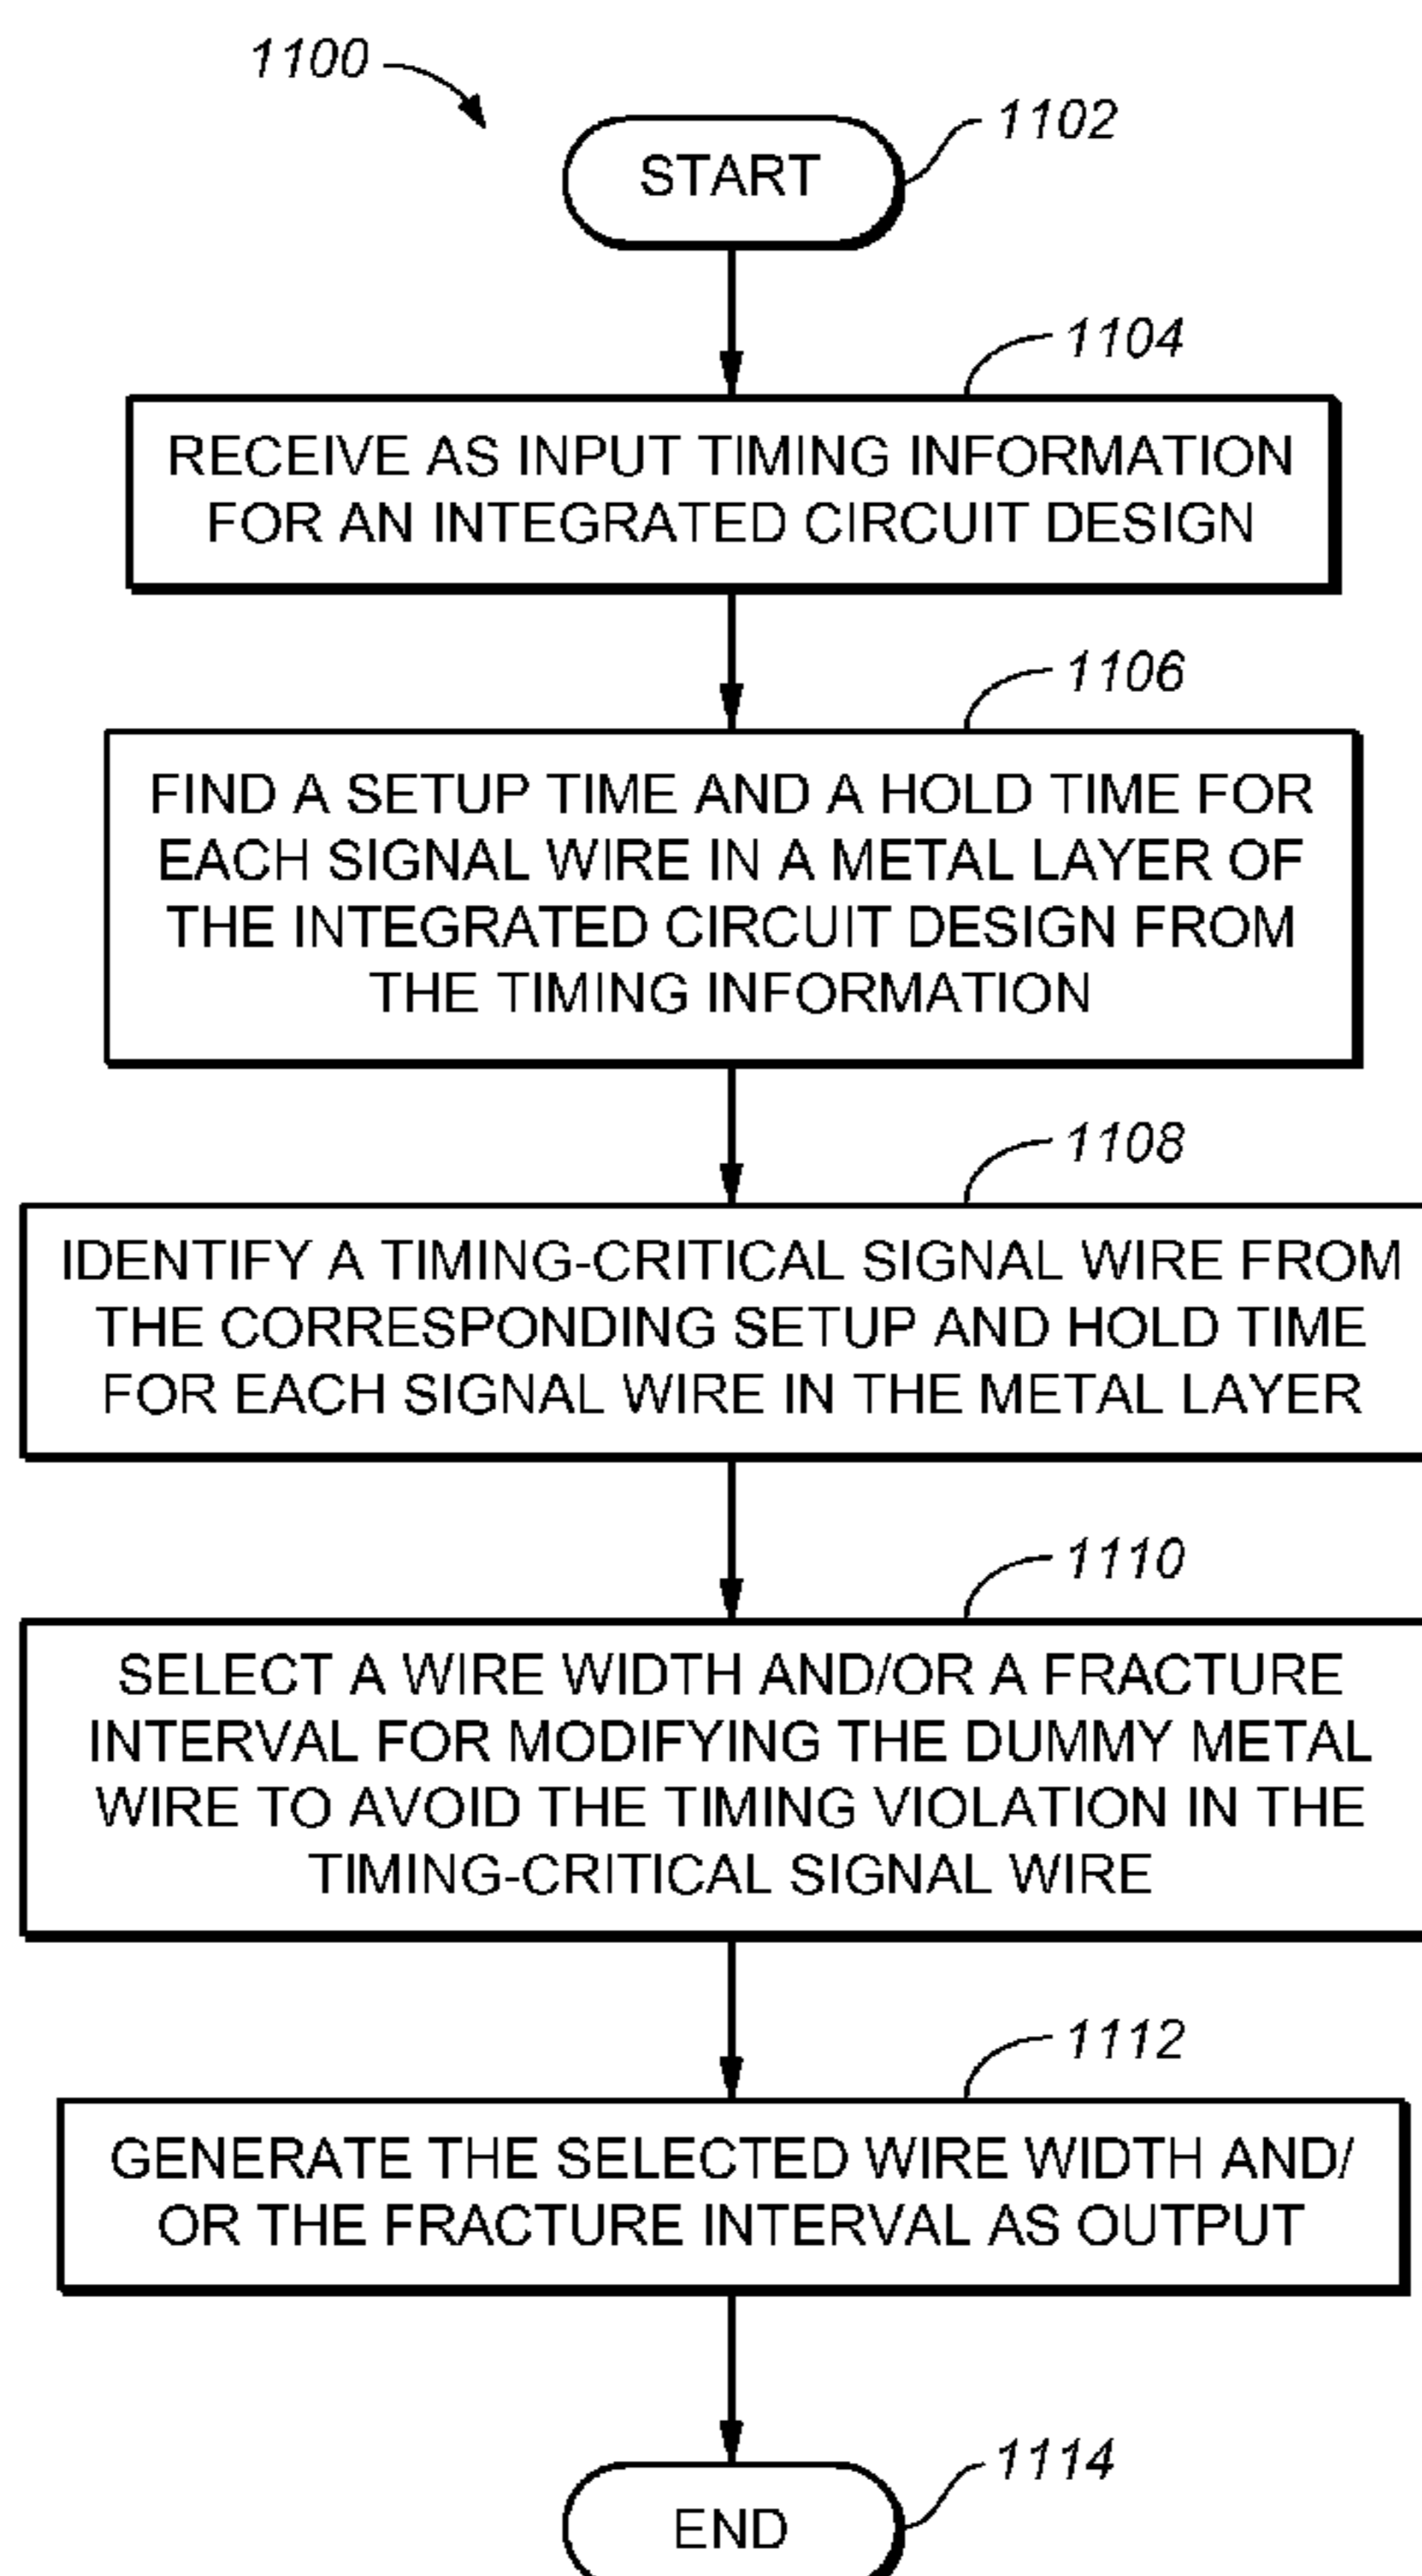 1100
1102
START
1104
RECEIVE AS INPUT TIMING INFORMATION
FOR AN INTEGRATED CIRCUIT DESIGN
1106
FIND A SETUP TIME AND A HOLD TIME FOR
EACH SIGNAL WIRE IN A METAL LAYER OF
THE INTEGRATED CIRCUIT DESIGN FROM
THE TIMING INFORMATION
1108
IDENTIFY A TIMING-CRITICAL SIGNAL WIRE FROM
THE CORRESPONDING SETUP AND HOLD TIME
FOR EACH SIGNAL WIRE IN THE METAL LAYER
1110
SELECT A WIRE WIDTH AND/OR A FRACTURE
INTERVAL FOR MODIFYING THE DUMMY METAL
WIRE TO AVOID THE TIMING VIOLATION IN THE
TIMING-CRITICAL SIGNAL WIRE
1112
GENERATE THE SELECTED WIRE WIDTH AND/
OR THE FRACTURE INTERVAL AS OUTPUT
1114
END